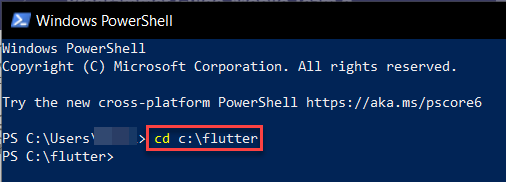 Windows PowerShell
Windows PowerShell
Copyright (C) Microsoft Corporation. All rights reserved.
Try the new cross-platform PowerShell https://aka.ms/pscore6
PS C:\Users\ > cd c:\flutter
PS C:\flutter>